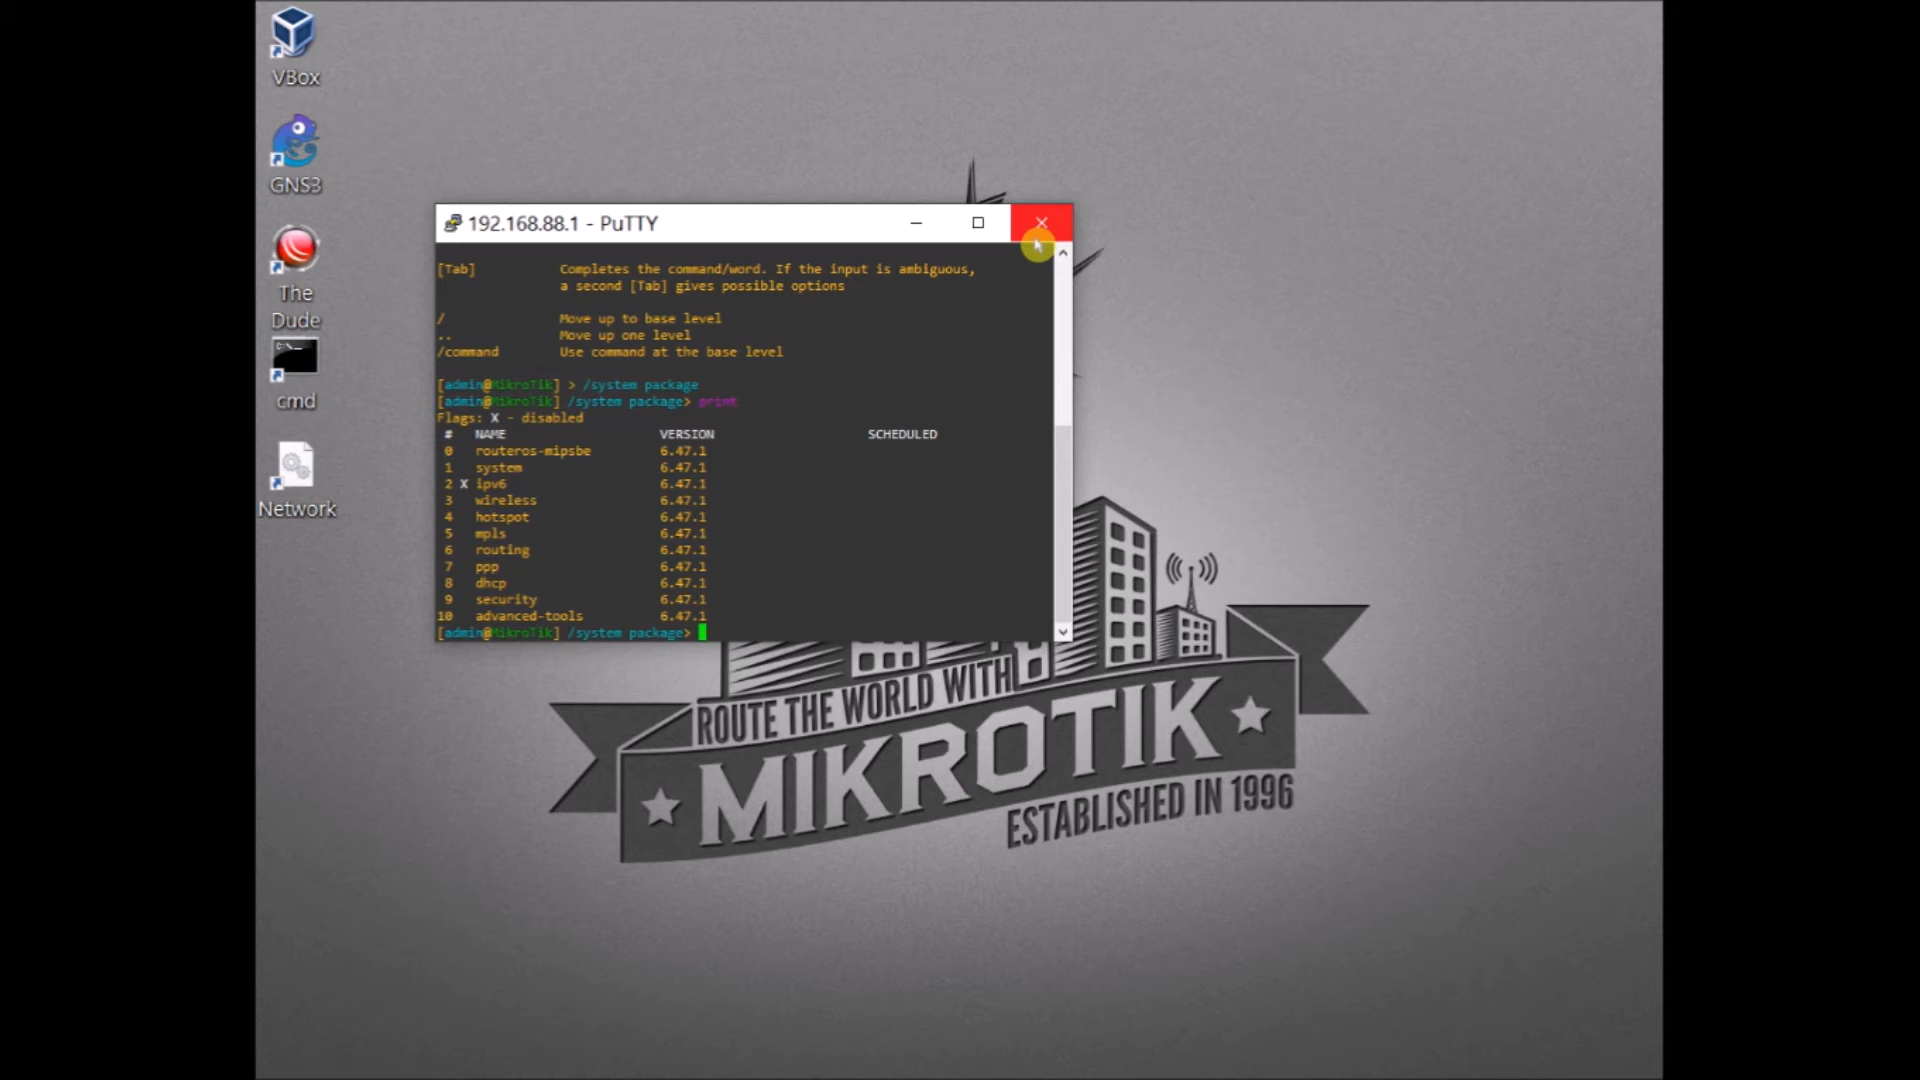 VBox
GNS3
The
Dude
cmd
Network
192.168.88.1 - PuTTY
[Tab] Completes the command/word. If the input is ambiguous,
a second [Tab] gives possible options
/ Move up to base level
.. Move up one level
/command Use command at the base level
[admin@MikroTik] > /system package
[admin@MikroTik] /system package> print
Flags: X - disabled
# NAME VERSION SCHEDULED
0 routeros-mipsbe 6.47.1
1 system 6.47.1
2 X ipv6 6.47.1
3 wireless 6.47.1
4 hotspot 6.47.1
5 mpls 6.47.1
6 routing 6.47.1
7 ppp 6.47.1
8 dhcp 6.47.1
9 security 6.47.1
10 advanced-tools 6.47.1
[admin@MikroTik] /system package>
ROUTE THE WORLD WITH
MIKROTIK
ESTABLISHED IN 1996